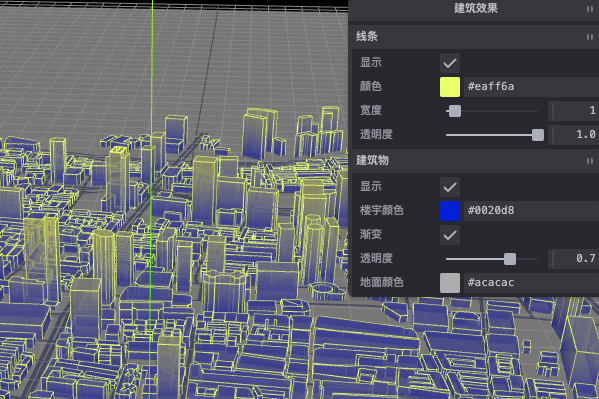 建筑效果
线条
显示
颜色 #eaff6a
宽度 1
透明度 1.0
建筑物
显示
楼宇颜色 #0020d8
渐变
透明度 0.7
地面颜色 #acacac